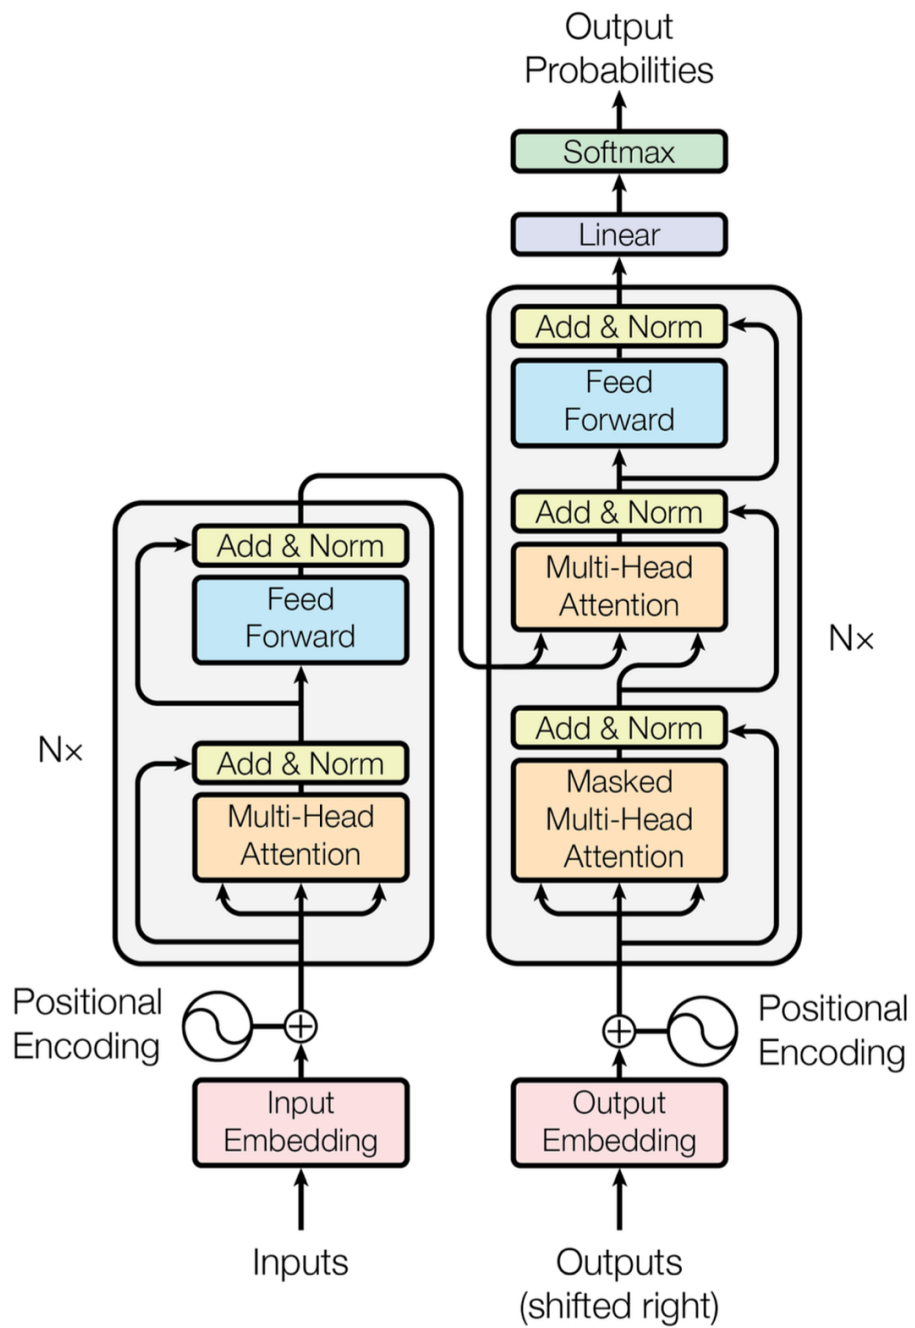 Output
Probabilities
Softmax
Linear
Add & Norm
Feed
Forward
Add & Norm
Multi-Head
Attention
Add & Norm
Masked
Multi-Head
Attention
N×
Add & Norm
Feed
Forward
Add & Norm
Multi-Head
Attention
N×
Positional
Encoding
Positional
Encoding
Input
Embedding
Output
Embedding
Inputs
Outputs
(shifted right)